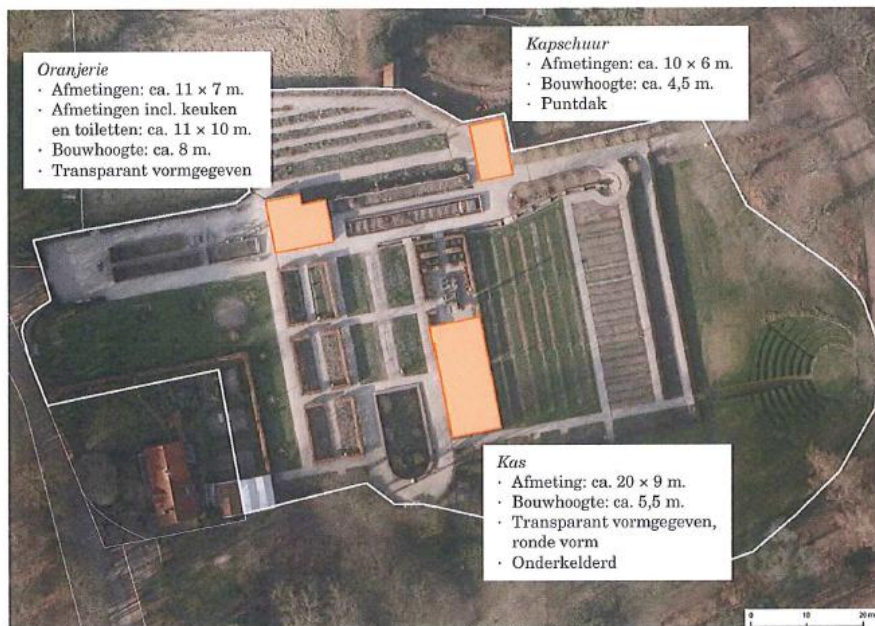 Oranjerie
· Afmetingen: ca. 11 × 7 m.
· Afmetingen incl. keuken
en toiletten: ca. 11 × 10 m.
· Bouwhoogte: ca. 8 m.
· Transparant vormgegeven
Kapschuur
· Afmetingen: ca. 10 × 6 m.
· Bouwhoogte: ca. 4,5 m.
· Puntdak
Kas
· Afmeting: ca. 20 × 9 m.
· Bouwhoogte: ca. 5,5 m.
· Transparant vormgegeven,
ronde vorm
· Onderkelderd
0 10 20 m